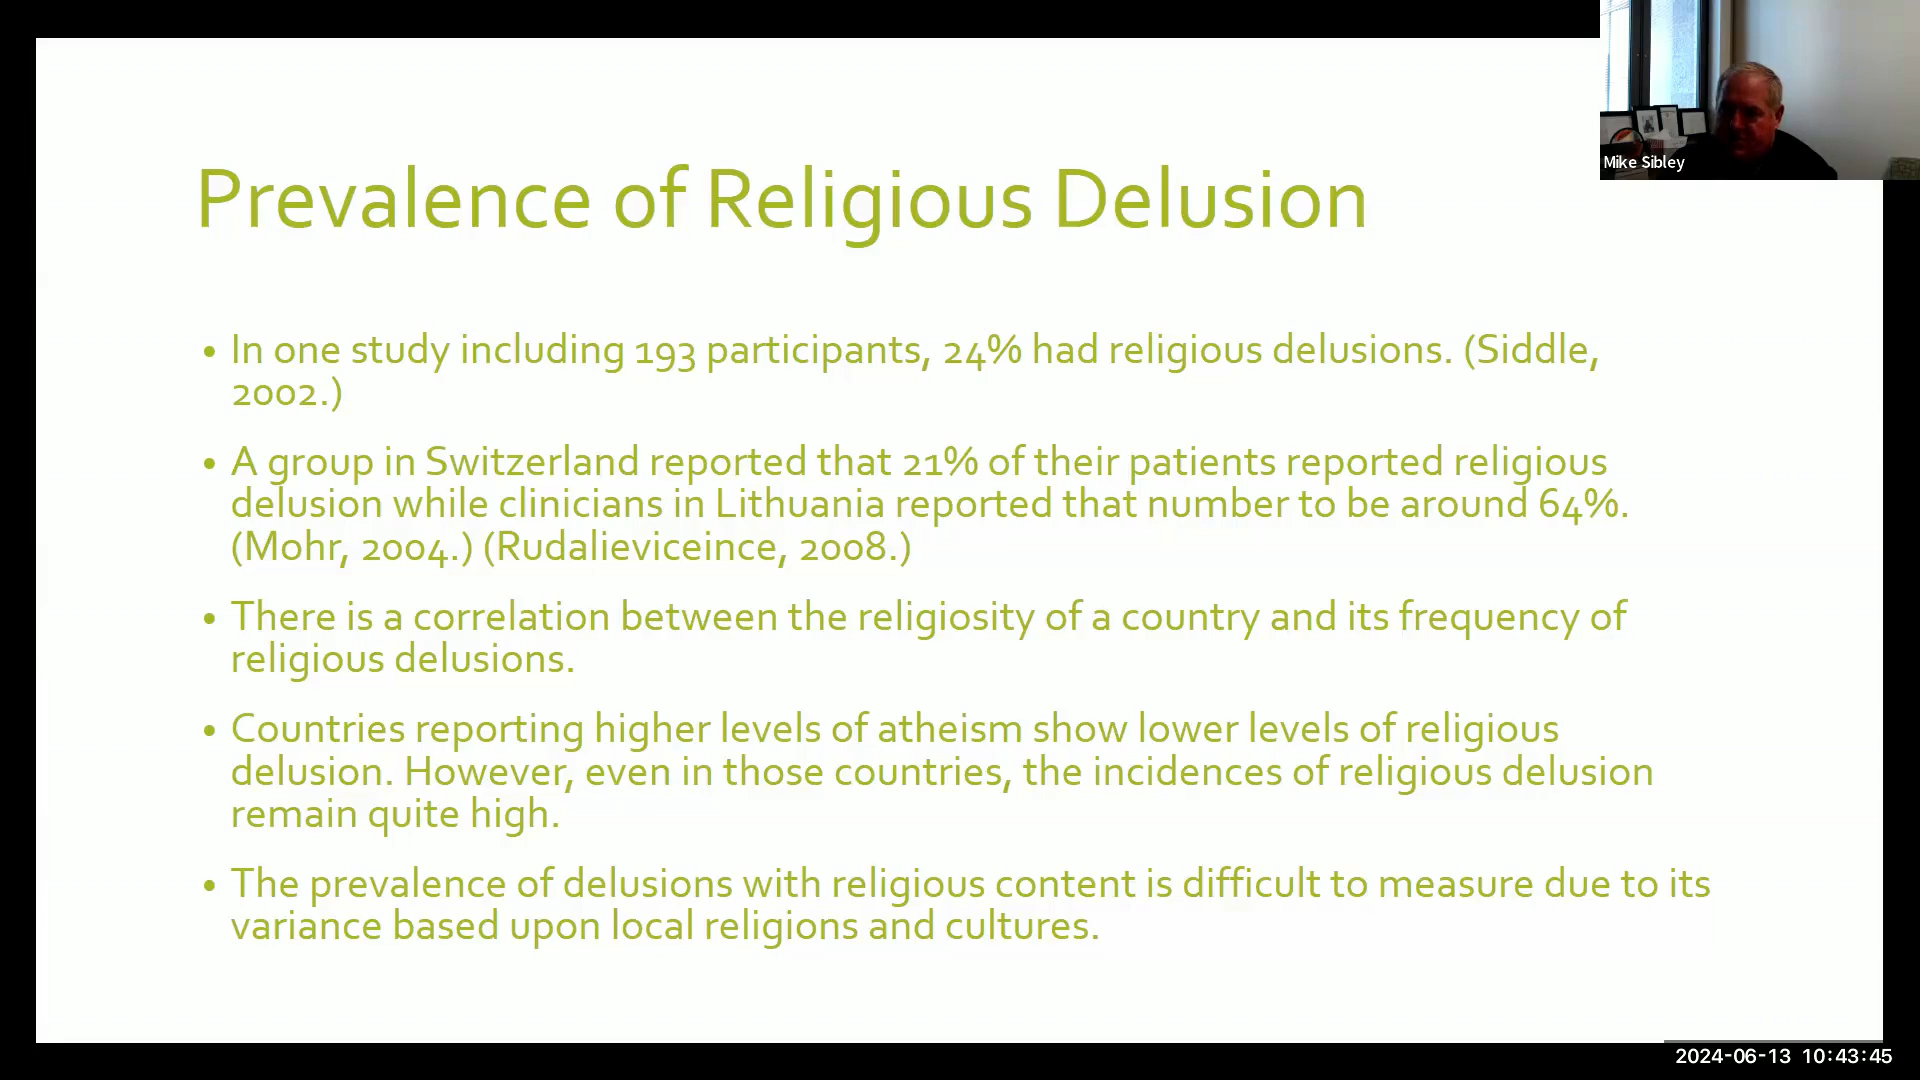 Mike Sibley
Prevalence of Religious Delusion
• In one study including 193 participants, 24% had religious delusions. (Siddle,
2002.)
• A group in Switzerland reported that 21% of their patients reported religious
delusion while clinicians in Lithuania reported that number to be around 64%.
(Mohr, 2004.) (Rudalieviceince, 2008.)
• There is a correlation between the religiosity of a country and its frequency of
religious delusions.
• Countries reporting higher levels of atheism show lower levels of religious
delusion. However, even in those countries, the incidences of religious delusion
remain quite high.
• The prevalence of delusions with religious content is difficult to measure due to its
variance based upon local religions and cultures.
2024-06-13 10:43:45